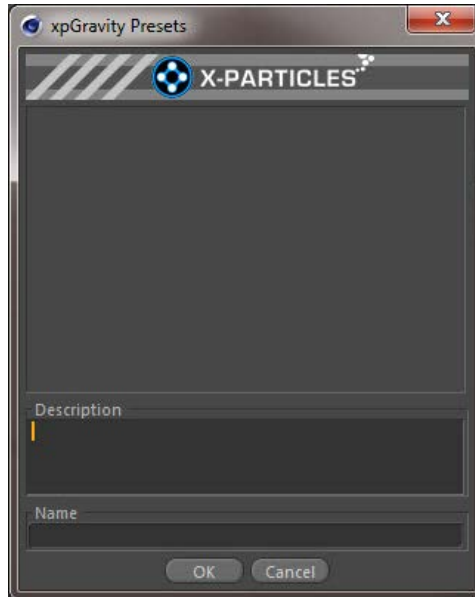 xpGravity Presets
X-PARTICLES
Description
Name
OK Cancel